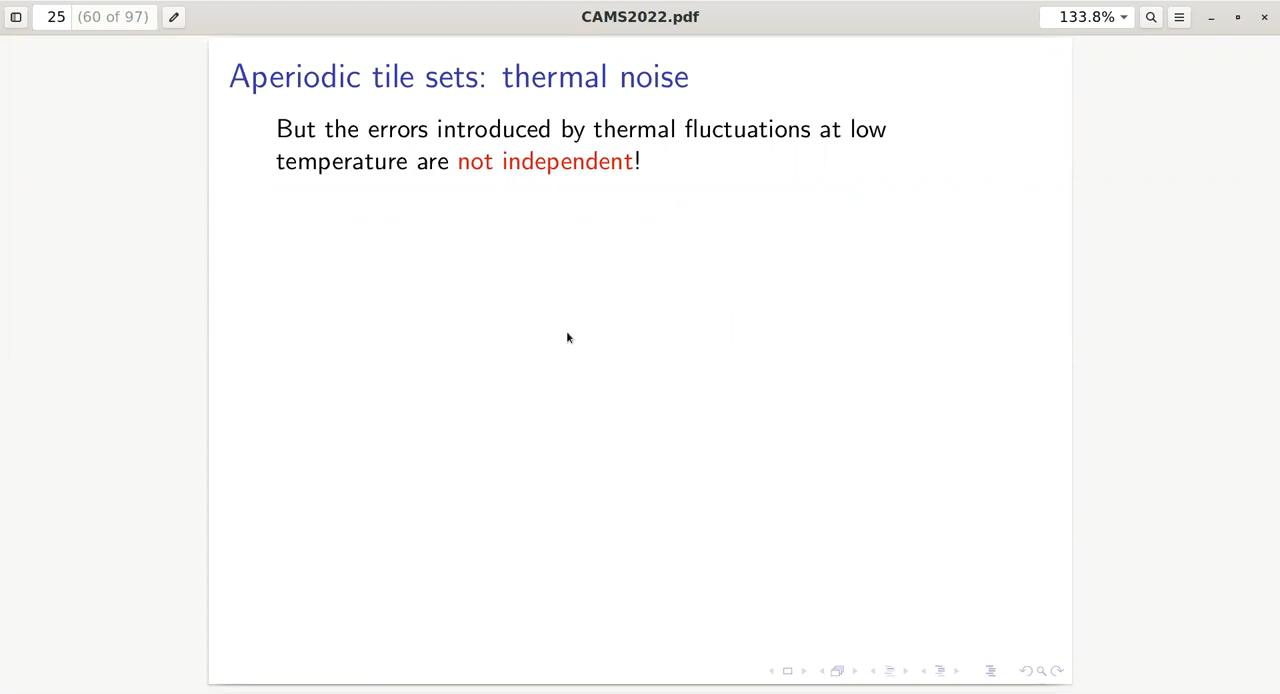 25 (60 of 97) CAMS2022.pdf 133.8%
Aperiodic tile sets: thermal noise
But the errors introduced by thermal fluctuations at low
temperature are not independent!